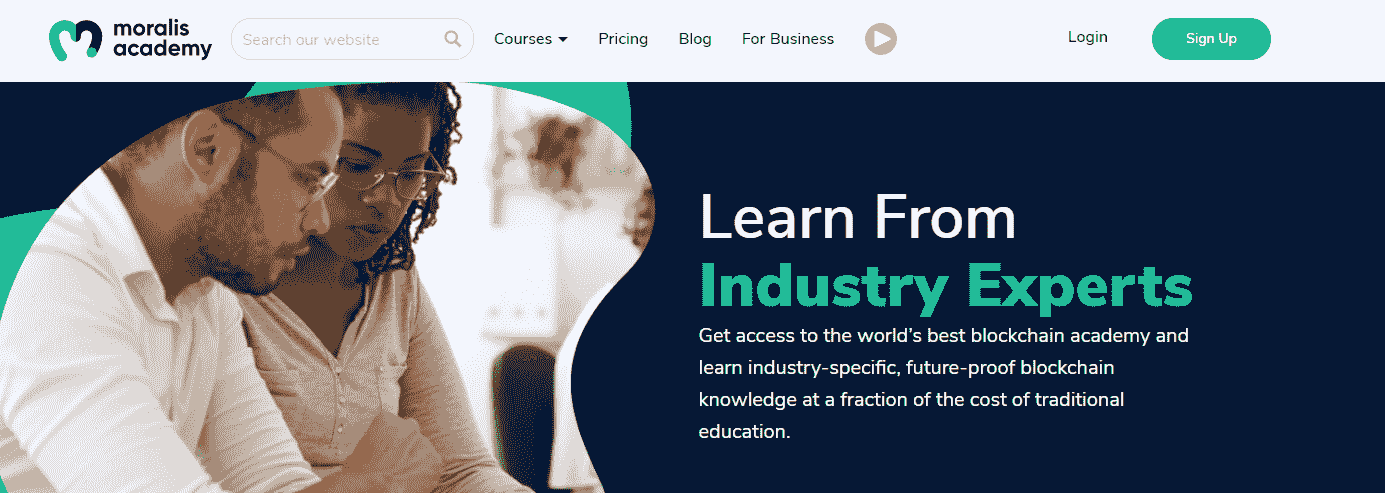 moralis
academy
Search our website
Courses
Pricing
Blog
For Business
Login
Sign Up
Learn From
Industry Experts
Get access to the world's best blockchain academy and
learn industry-specific, future-proof blockchain
knowledge at a fraction of the cost of traditional
education.